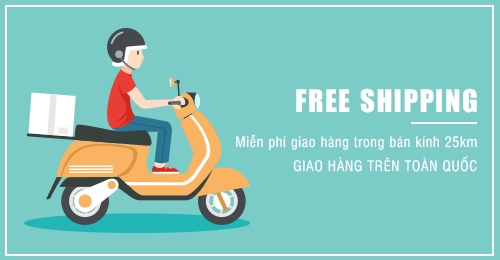 FREE SHIPPING
Miễn phí giao hàng trong bán kính 25km
GIAO HÀNG TRÊN TOÀN QUỐC